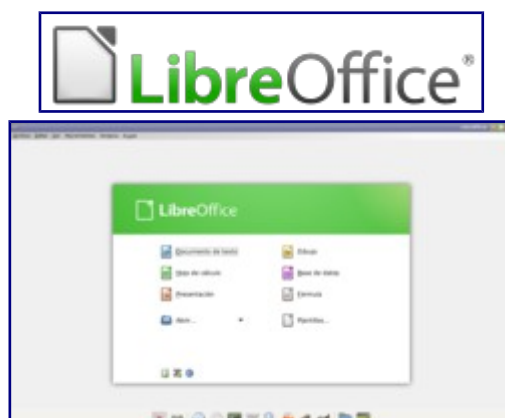 LibreOffice®
LibreOffice
Documento de texto
Dibujo
Hoja de cálculo
Base de datos
Presentación
Fórmula
Abrir...
Plantillas...